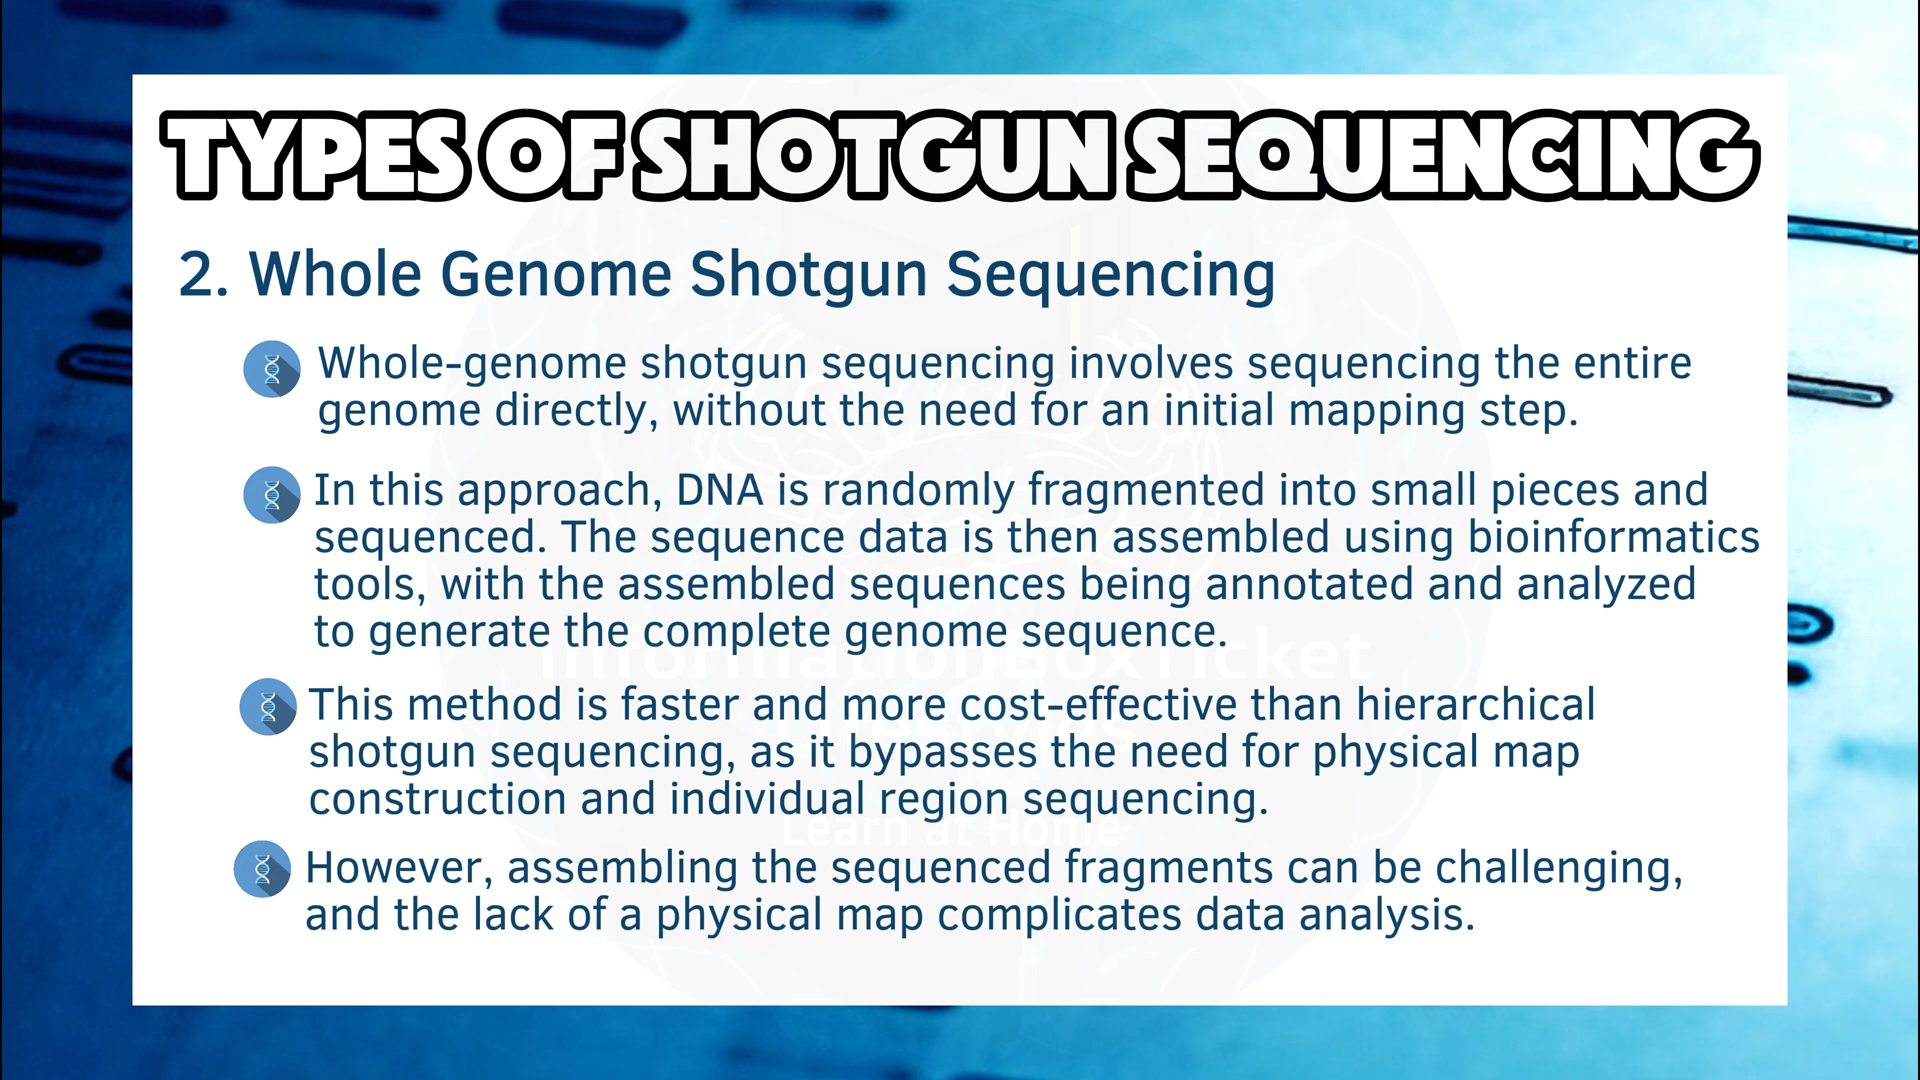 TYPES OF SHOTGUN SEQUENCING
2. Whole Genome Shotgun Sequencing
Whole-genome shotgun sequencing involves sequencing the entire
genome directly, without the need for an initial mapping step.
In this approach, DNA is randomly fragmented into small pieces and
sequenced. The sequence data is then assembled using bioinformatics
tools, with the assembled sequences being annotated and analyzed
to generate the complete genome sequence.
InformationBoxTicket
Lifestyles
This method is faster and more cost-effective than hierarchical
shotgun sequencing, as it bypasses the need for physical map
construction and individual region sequencing.
Learn at Home
However, assembling the sequenced fragments can be challenging,
and the lack of a physical map complicates data analysis.